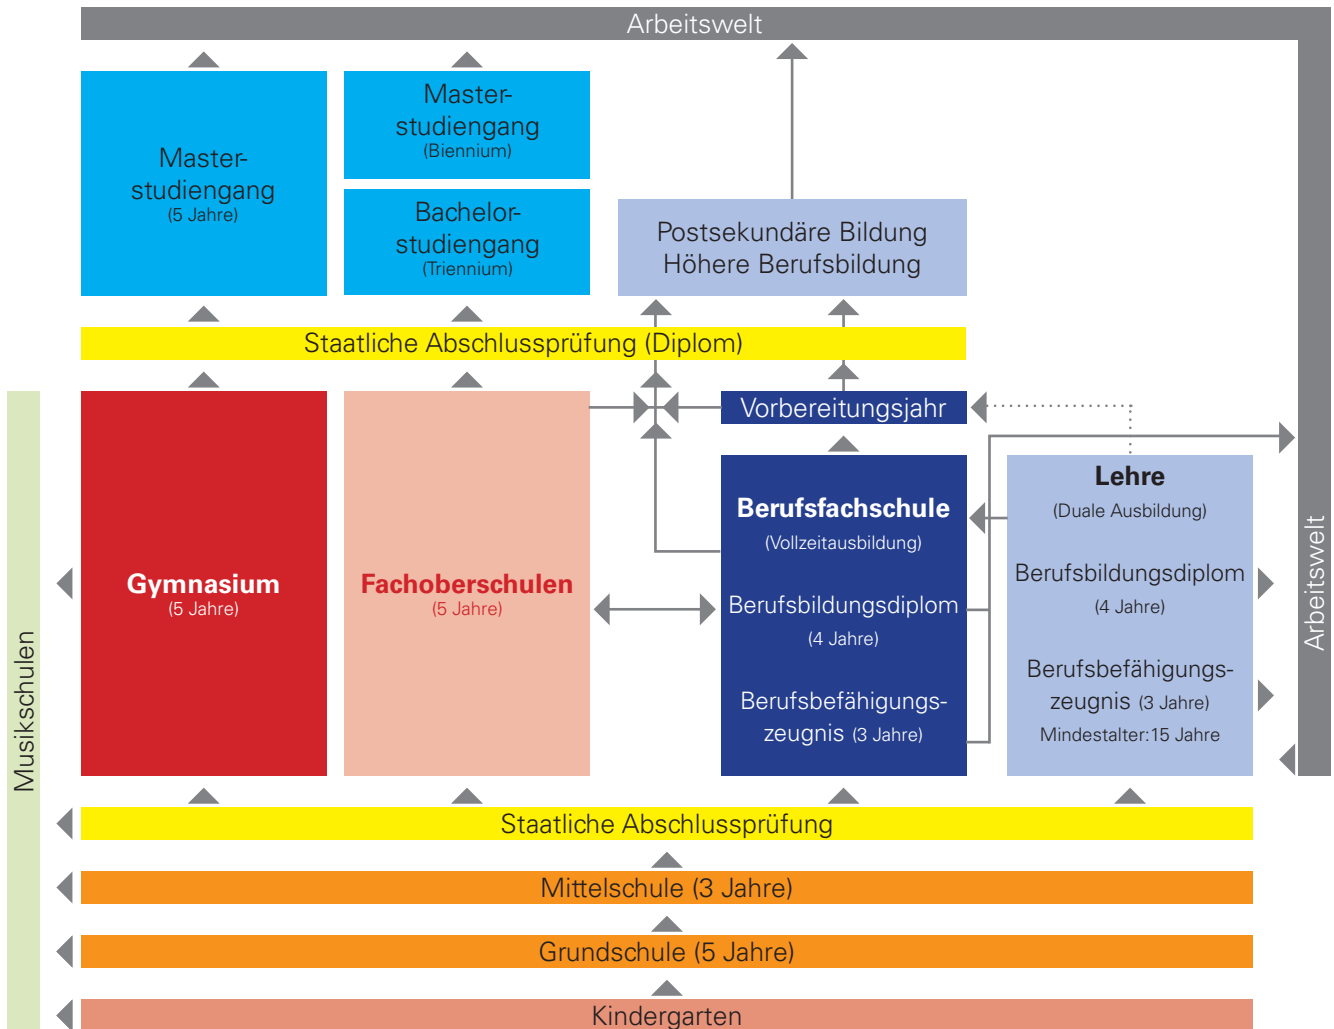 Arbeitswelt
Master-
studiengang
(5 Jahre)
Master-
studiengang
(Biennium)
Bachelor-
studiengang
(Triennium)
Postsekundäre Bildung
Höhere Berufsbildung
Staatliche Abschlussprüfung (Diplom)
Musikschulen
Gymnasium
(5 Jahre)
Fachoberschulen
(5 Jahre)
Vorbereitungsjahr
Berufsfachschule
(Vollzeitausbildung)
Berufsbildungsdiplom
(4 Jahre)
Berufsbefähigungs-
zeugnis (3 Jahre)
Lehre
(Duale Ausbildung)
Berufsbildungsdiplom
(4 Jahre)
Berufsbefähigungs-
zeugnis (3 Jahre)
Mindestalter:15 Jahre
Arbeitswelt
Staatliche Abschlussprüfung
Mittelschule (3 Jahre)
Grundschule (5 Jahre)
Kindergarten